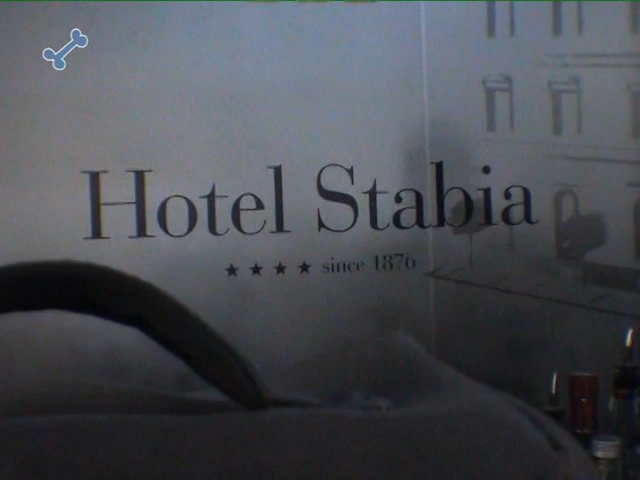 Hotel Stabia
★★★★ since 1876